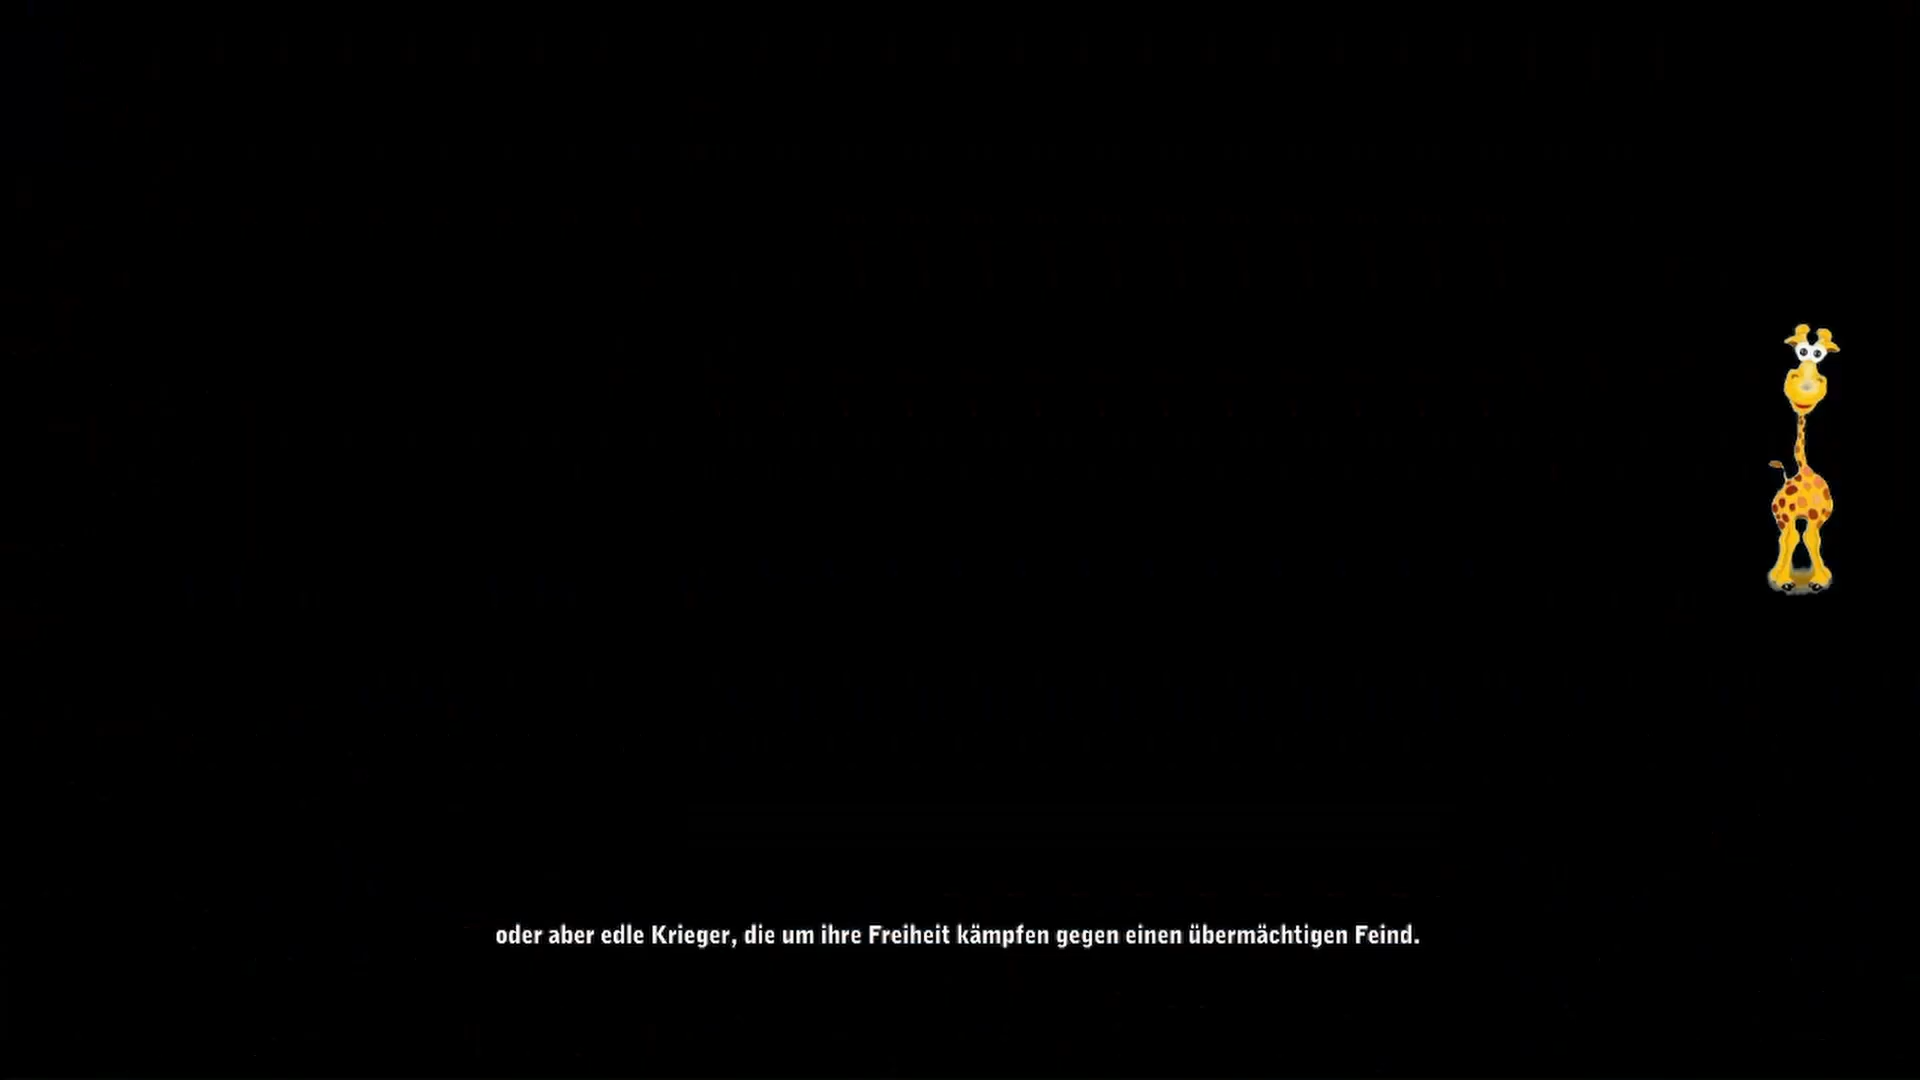 oder aber edle Krieger, die um ihre Freiheit kämpfen gegen einen übermächtigen Feind.